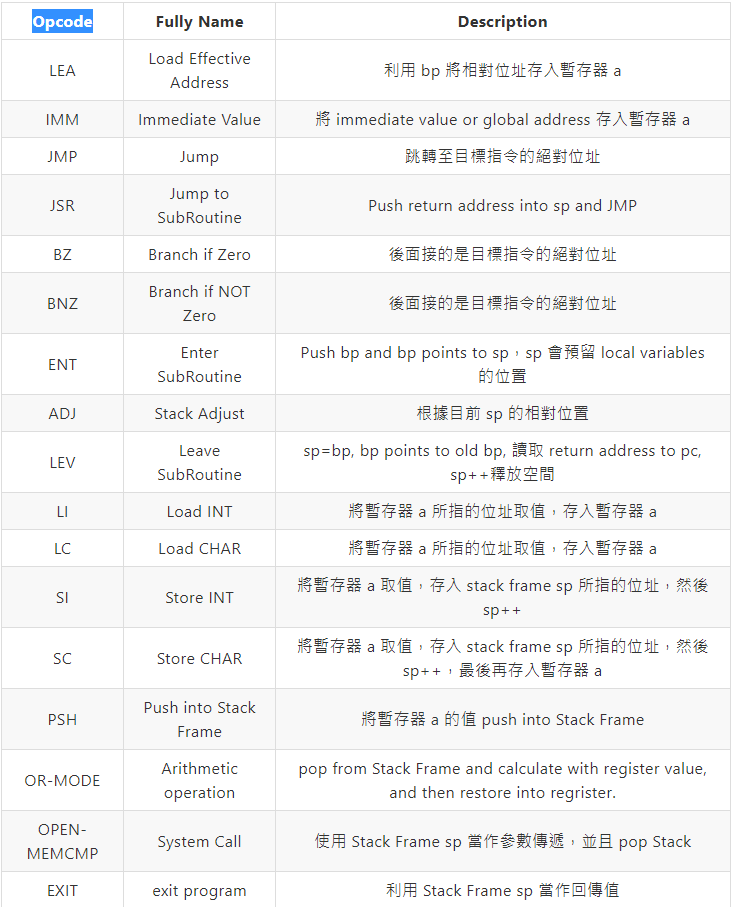 Opcode Fully Name Description
LEA Load Effective Address 利用 bp 將相對位址存入暫存器 a
IMM Immediate Value 將 immediate value or global address 存入暫存器 a
JMP Jump 跳轉至目標指令的絕對位址
JSR Jump to SubRoutine Push return address into sp and JMP
BZ Branch if Zero 後面接的是目標指令的絕對位址
BNZ Branch if NOT Zero 後面接的是目標指令的絕對位址
ENT Enter SubRoutine Push bp and bp points to sp，sp 會預留 local variables 的位置
ADJ Stack Adjust 根據目前 sp 的相對位置
LEV Leave SubRoutine sp=bp, bp points to old bp, 讀取 return address to pc, sp++釋放空間
LI Load INT 將暫存器 a 所指的位址取值，存入暫存器 a
LC Load CHAR 將暫存器 a 所指的位址取值，存入暫存器 a
SI Store INT 將暫存器 a 取值，存入 stack frame sp 所指的位址，然後 sp++
SC Store CHAR 將暫存器 a 取值，存入 stack frame sp 所指的位址，然後 sp++，最後再存入暫存器 a
PSH Push into Stack Frame 將暫存器 a 的值 push into Stack Frame
OR-MODE Arithmetic operation pop from Stack Frame and calculate with register value, and then restore into regrister.
OPEN-MEMCMP System Call 使用 Stack Frame sp 當作參數傳遞，並且 pop Stack
EXIT exit program 利用 Stack Frame sp 當作回傳值